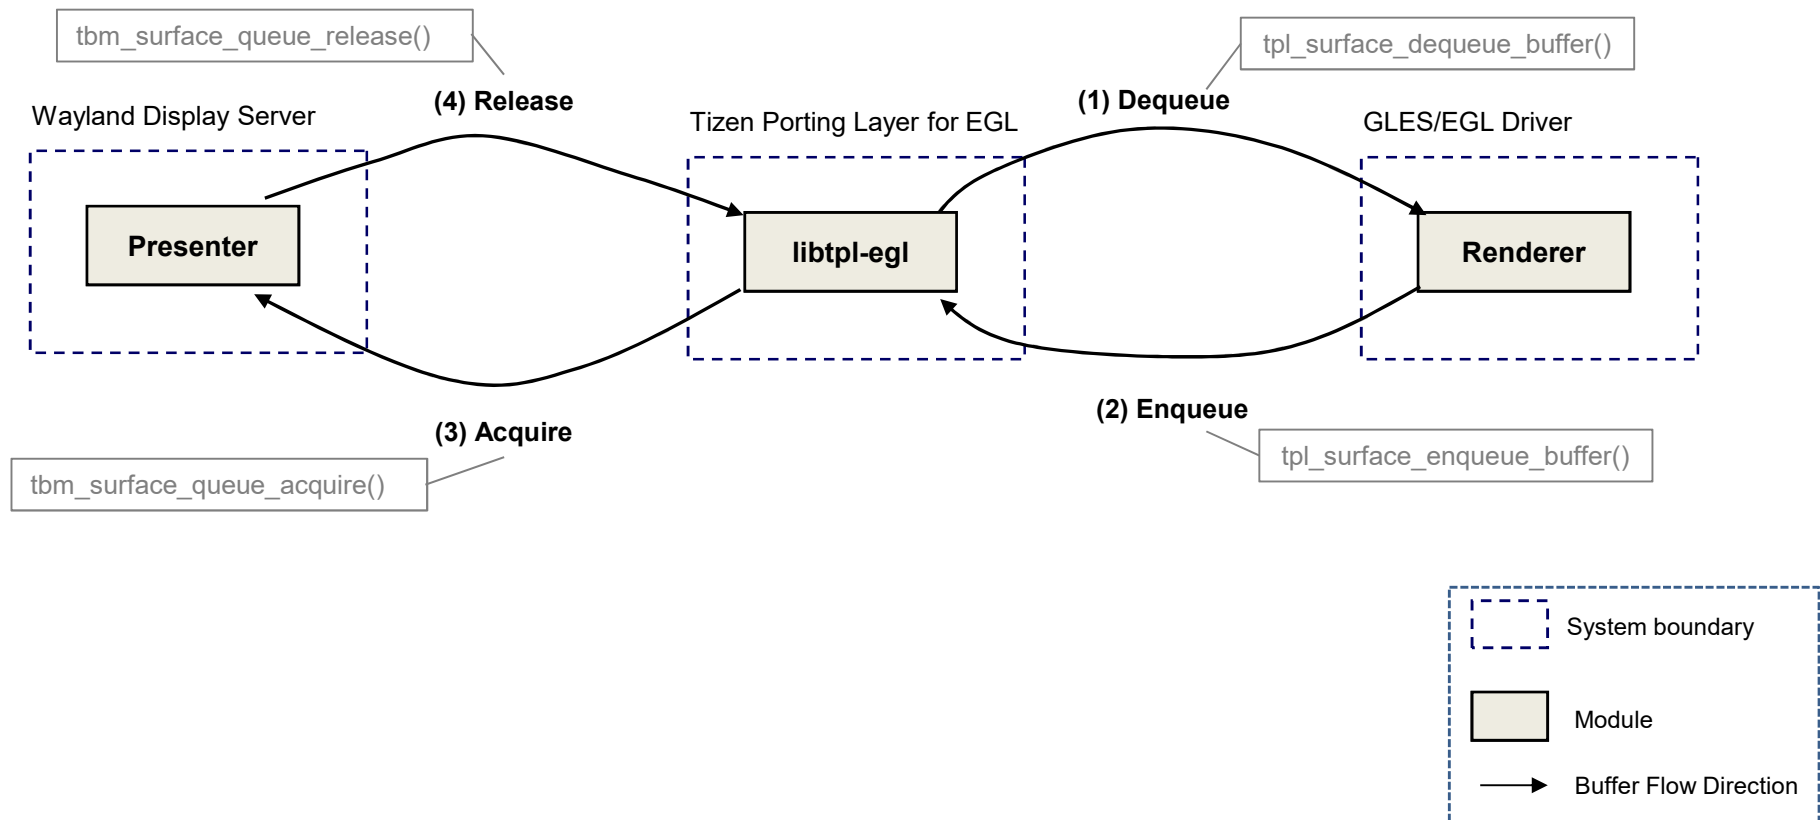 tbm_surface_queue_release()
tpl_surface_dequeue_buffer()
(4) Release
(1) Dequeue
Wayland Display Server
Tizen Porting Layer for EGL
GLES/EGL Driver
Presenter
libtpl-egl
Renderer
(2) Enqueue
(3) Acquire
tpl_surface_enqueue_buffer()
tbm_surface_queue_acquire()
System boundary
Module
Buffer Flow Direction